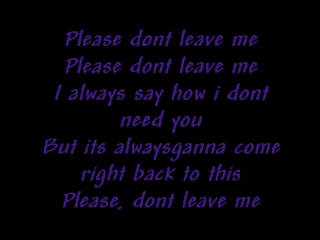 Please dont leave me
Please dont leave me
I always say how i dont
need you
But its alwaysganna come
right back to this
Please, dont leave me